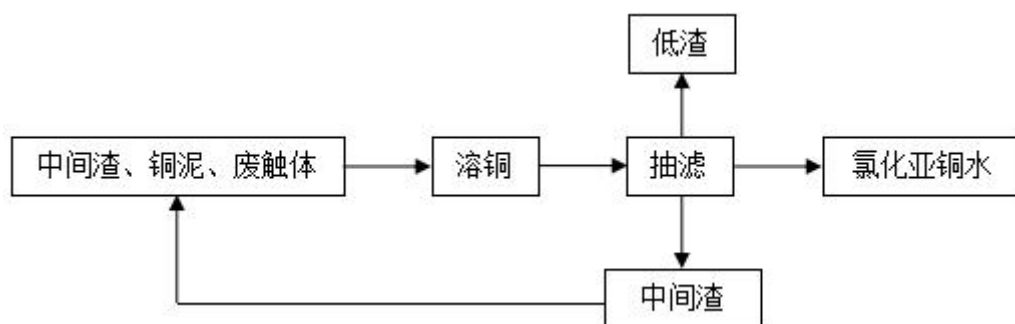 低渣
中间渣、铜泥、废触体
溶铜
抽滤
氯化亚铜水
中间渣